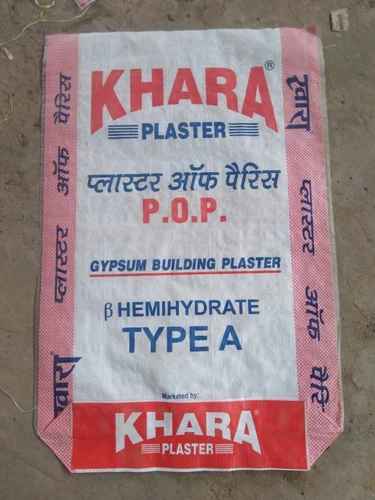 KHARA®
PLASTER
प्लास्टर ऑफ पैरिस
P.O.P.
GYPSUM BUILDING PLASTER
β HEMIHYDRATE
TYPE A
Marketed by:
KHARA
PLASTER
खारा प्लास्टर ऑफ पैरिस
खारा प्लास्टर ऑफ पैरि